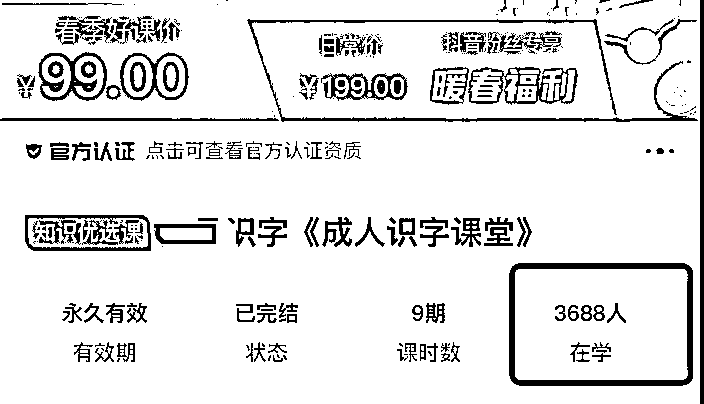 春季好课价
¥99.00
日常价
¥199.00
抖音粉丝专享
暖春福利
官方认证 点击可查看官方认证资质
知识优选课 识字《成人识字课堂》
永久有效 已完结 9期 3688人
有效期 状态 课时数 在学